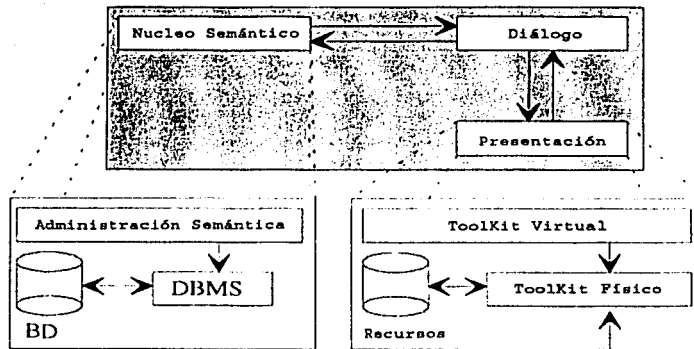 Nucleo Semántico
Diálogo
Presentación
Administración Semántica
DBMS
BD
ToolKit Virtual
ToolKit Físico
Recursos